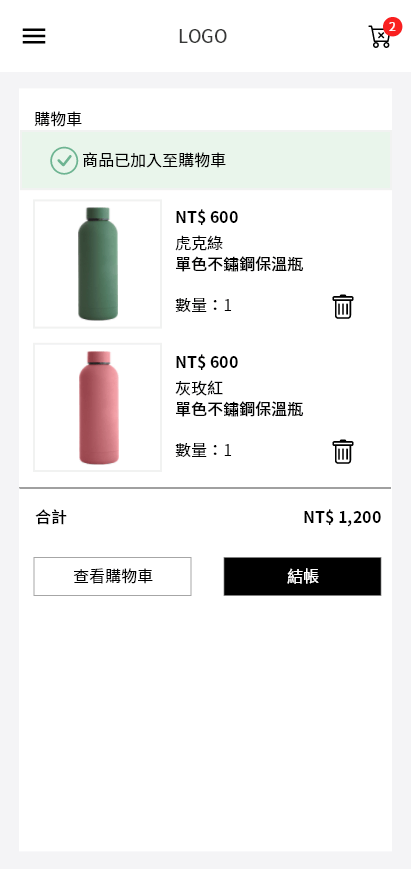 LOGO
2
購物車
商品已加入至購物車
NT$ 600
虎克綠
單色不鏽鋼保溫瓶
數量：1
NT$ 600
灰玫紅
單色不鏽鋼保溫瓶
數量：1
合計 NT$ 1,200
查看購物車 結帳